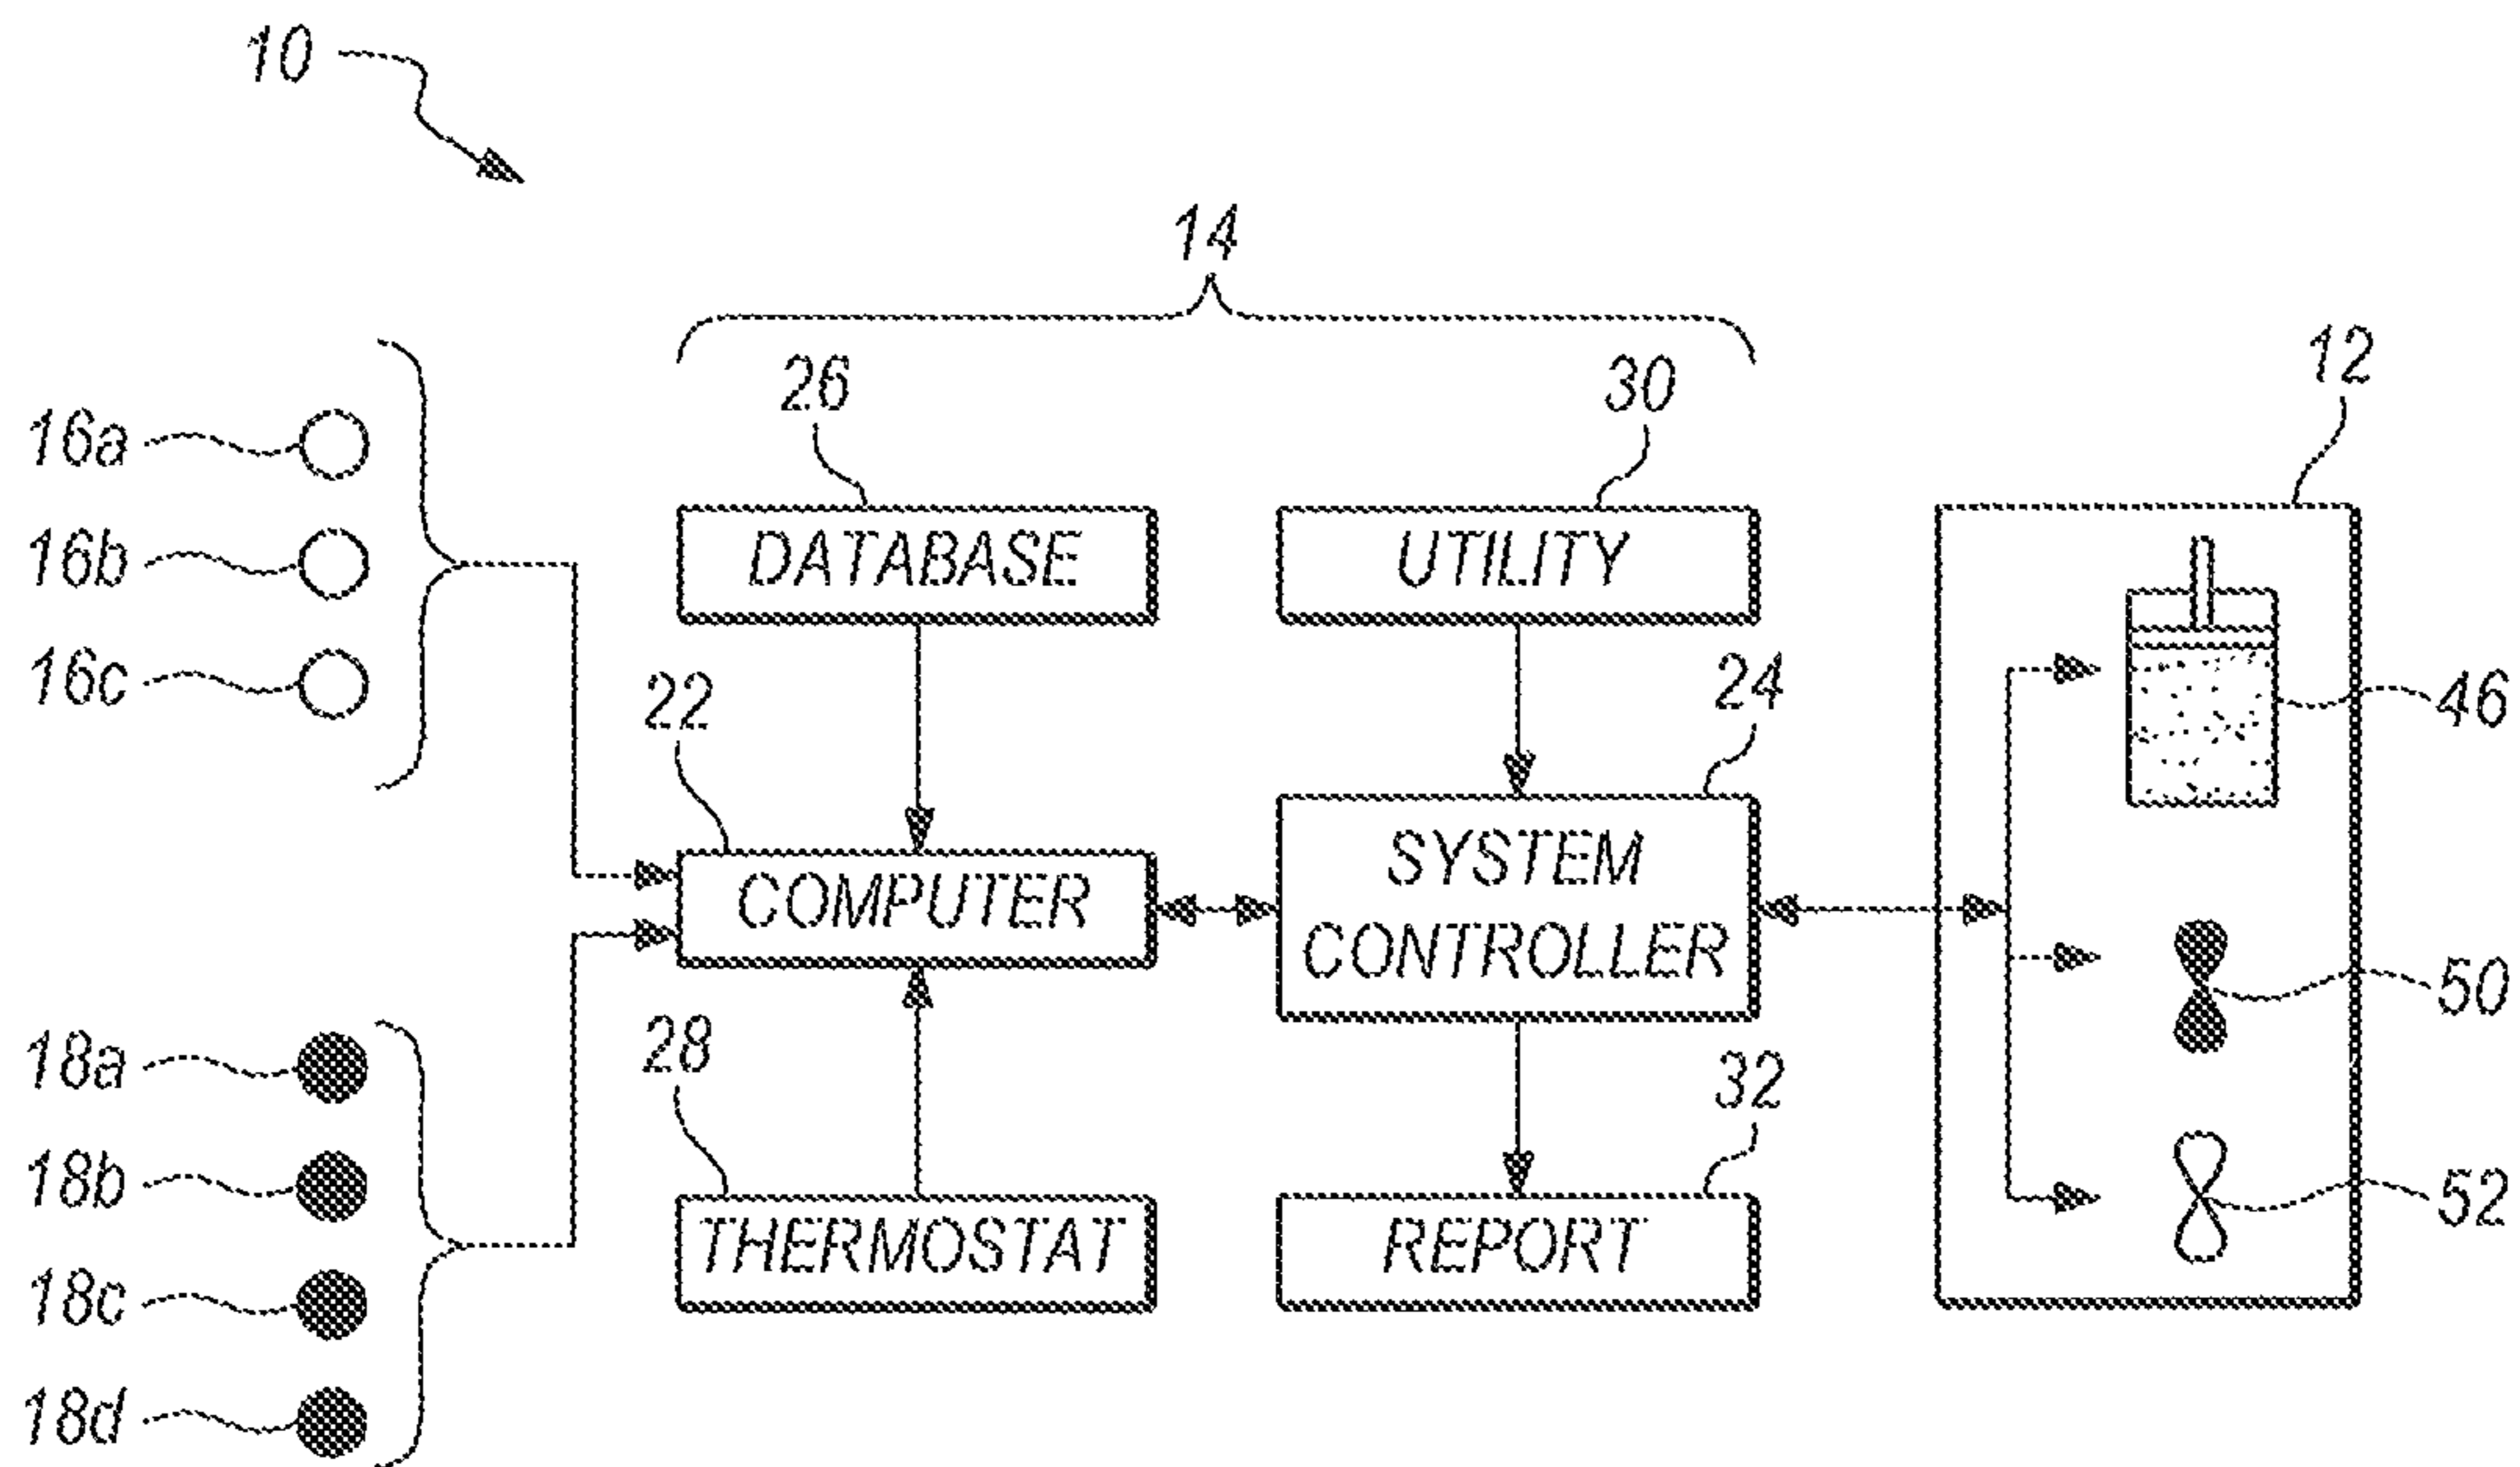 10
14
12
26
30
16a
16b
16c
DATABASE
UTILITY
22
24
46
COMPUTER
SYSTEM
CONTROLLER
50
28
32
18a
18b
18c
18d
THERMOSTAT
REPORT
52